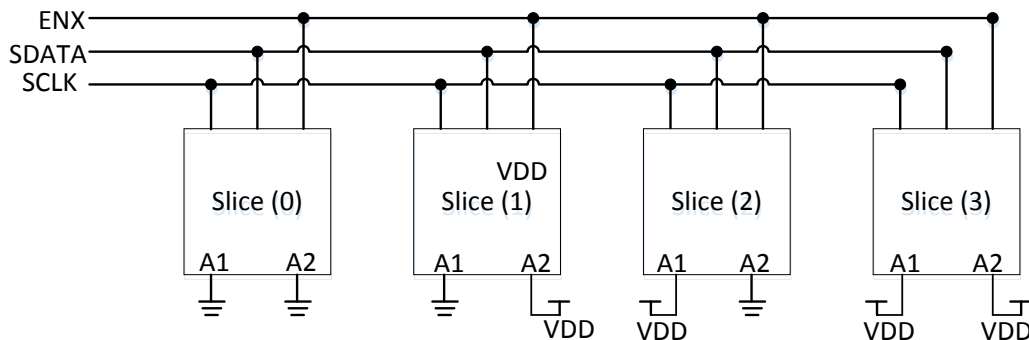 ENX
SDATA
SCLK
VDD
Slice (0)
Slice (1)
Slice (2)
Slice (3)
A1 A2
A1 A2
A1 A2
A1 A2
VDD
VDD
VDD
VDD